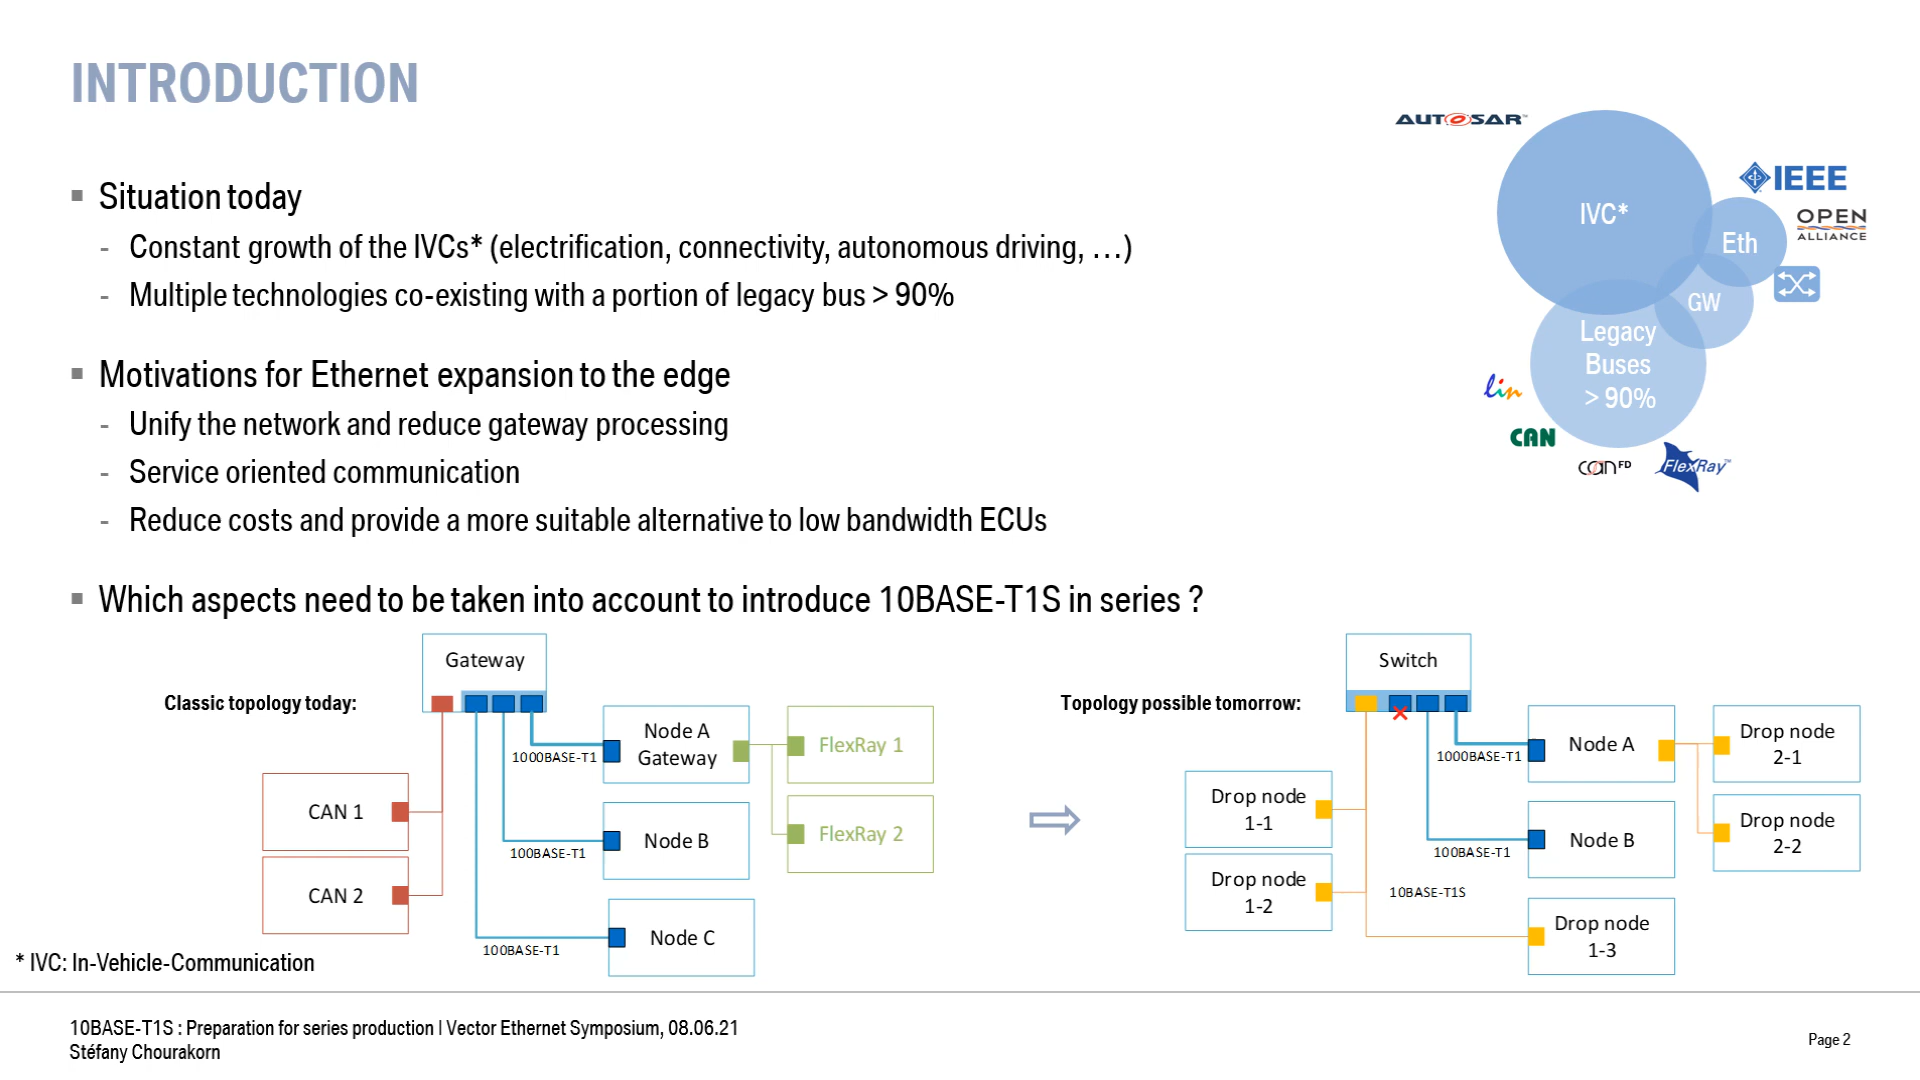 INTRODUCTION
▪ Situation today
- Constant growth of the IVCs* (electrification, connectivity, autonomous driving, …)
- Multiple technologies co-existing with a portion of legacy bus > 90%
▪ Motivations for Ethernet expansion to the edge
- Unify the network and reduce gateway processing
- Service oriented communication
- Reduce costs and provide a more suitable alternative to low bandwidth ECUs
▪ Which aspects need to be taken into account to introduce 10BASE-T1S in series ?
AUTOSAR™
IVC*
IEEE
OPEN
ALLIANCE
Eth
GW
Legacy
Buses
> 90%
lin
CAN
CAN FD
FlexRay™
Classic topology today:
Gateway
CAN 1
CAN 2
1000BASE-T1
100BASE-T1
100BASE-T1
Node A
Gateway
Node B
Node C
FlexRay 1
FlexRay 2
Topology possible tomorrow:
Switch
Drop node
1-1
Drop node
1-2
1000BASE-T1
100BASE-T1
10BASE-T1S
Node A
Node B
Drop node
1-3
Drop node
2-1
Drop node
2-2
* IVC: In-Vehicle-Communication
10BASE-T1S : Preparation for series production | Vector Ethernet Symposium, 08.06.21
Stéfany Chourakorn
Page 2